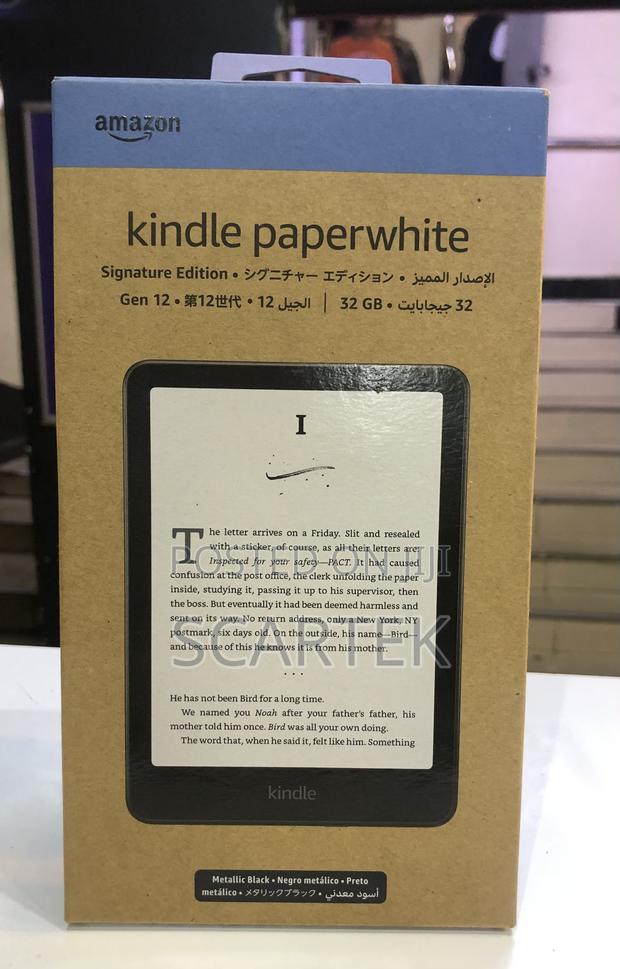 amazon
kindle paperwhite
Signature Edition • シグニチャー エディション • الإصدار المميز
Gen 12 • 第12世代 • الجيل 12 | 32 GB • 32 جيجابايت
I
The letter arrives on a Friday. Slit and resealed
with a sticker, of course, as all their letters are:
Inspected for your safety—PACT. It had caused
confusion at the post office, the clerk unfolding the paper
inside, studying it, passing it up to his supervisor, then
the boss. But eventually it had been deemed harmless and
sent on its way. No return address, only a New York, NY
postmark, six days old. On the outside, his name—Bird—
and because of this he knows it is from his mother.
• • •
He has not been Bird for a long time.
We named you Noah after your father's father, his
mother told him once. Bird was all your own doing.
The word that, when he said it, felt like him. Something
POSTED ON JIJI
SCARTEK
kindle
Metallic Black • Negro metálico • Preto
metálico • メタリックブラック • أسود معدني